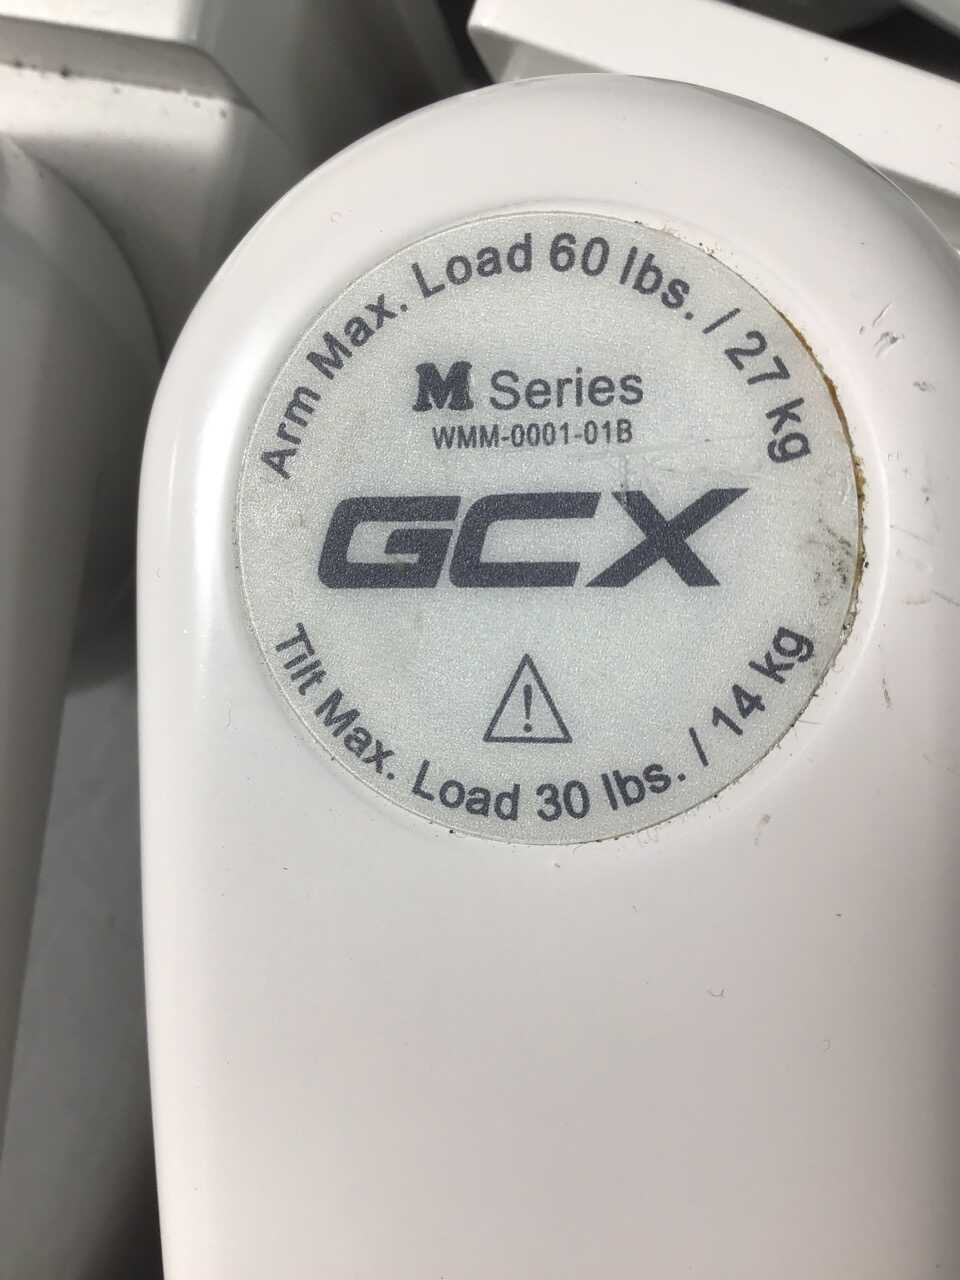 Arm Max. Load 60 lbs. / 27 kg
M Series
WMM-0001-01B
GCX
!
Tilt Max. Load 30 lbs. / 14 kg